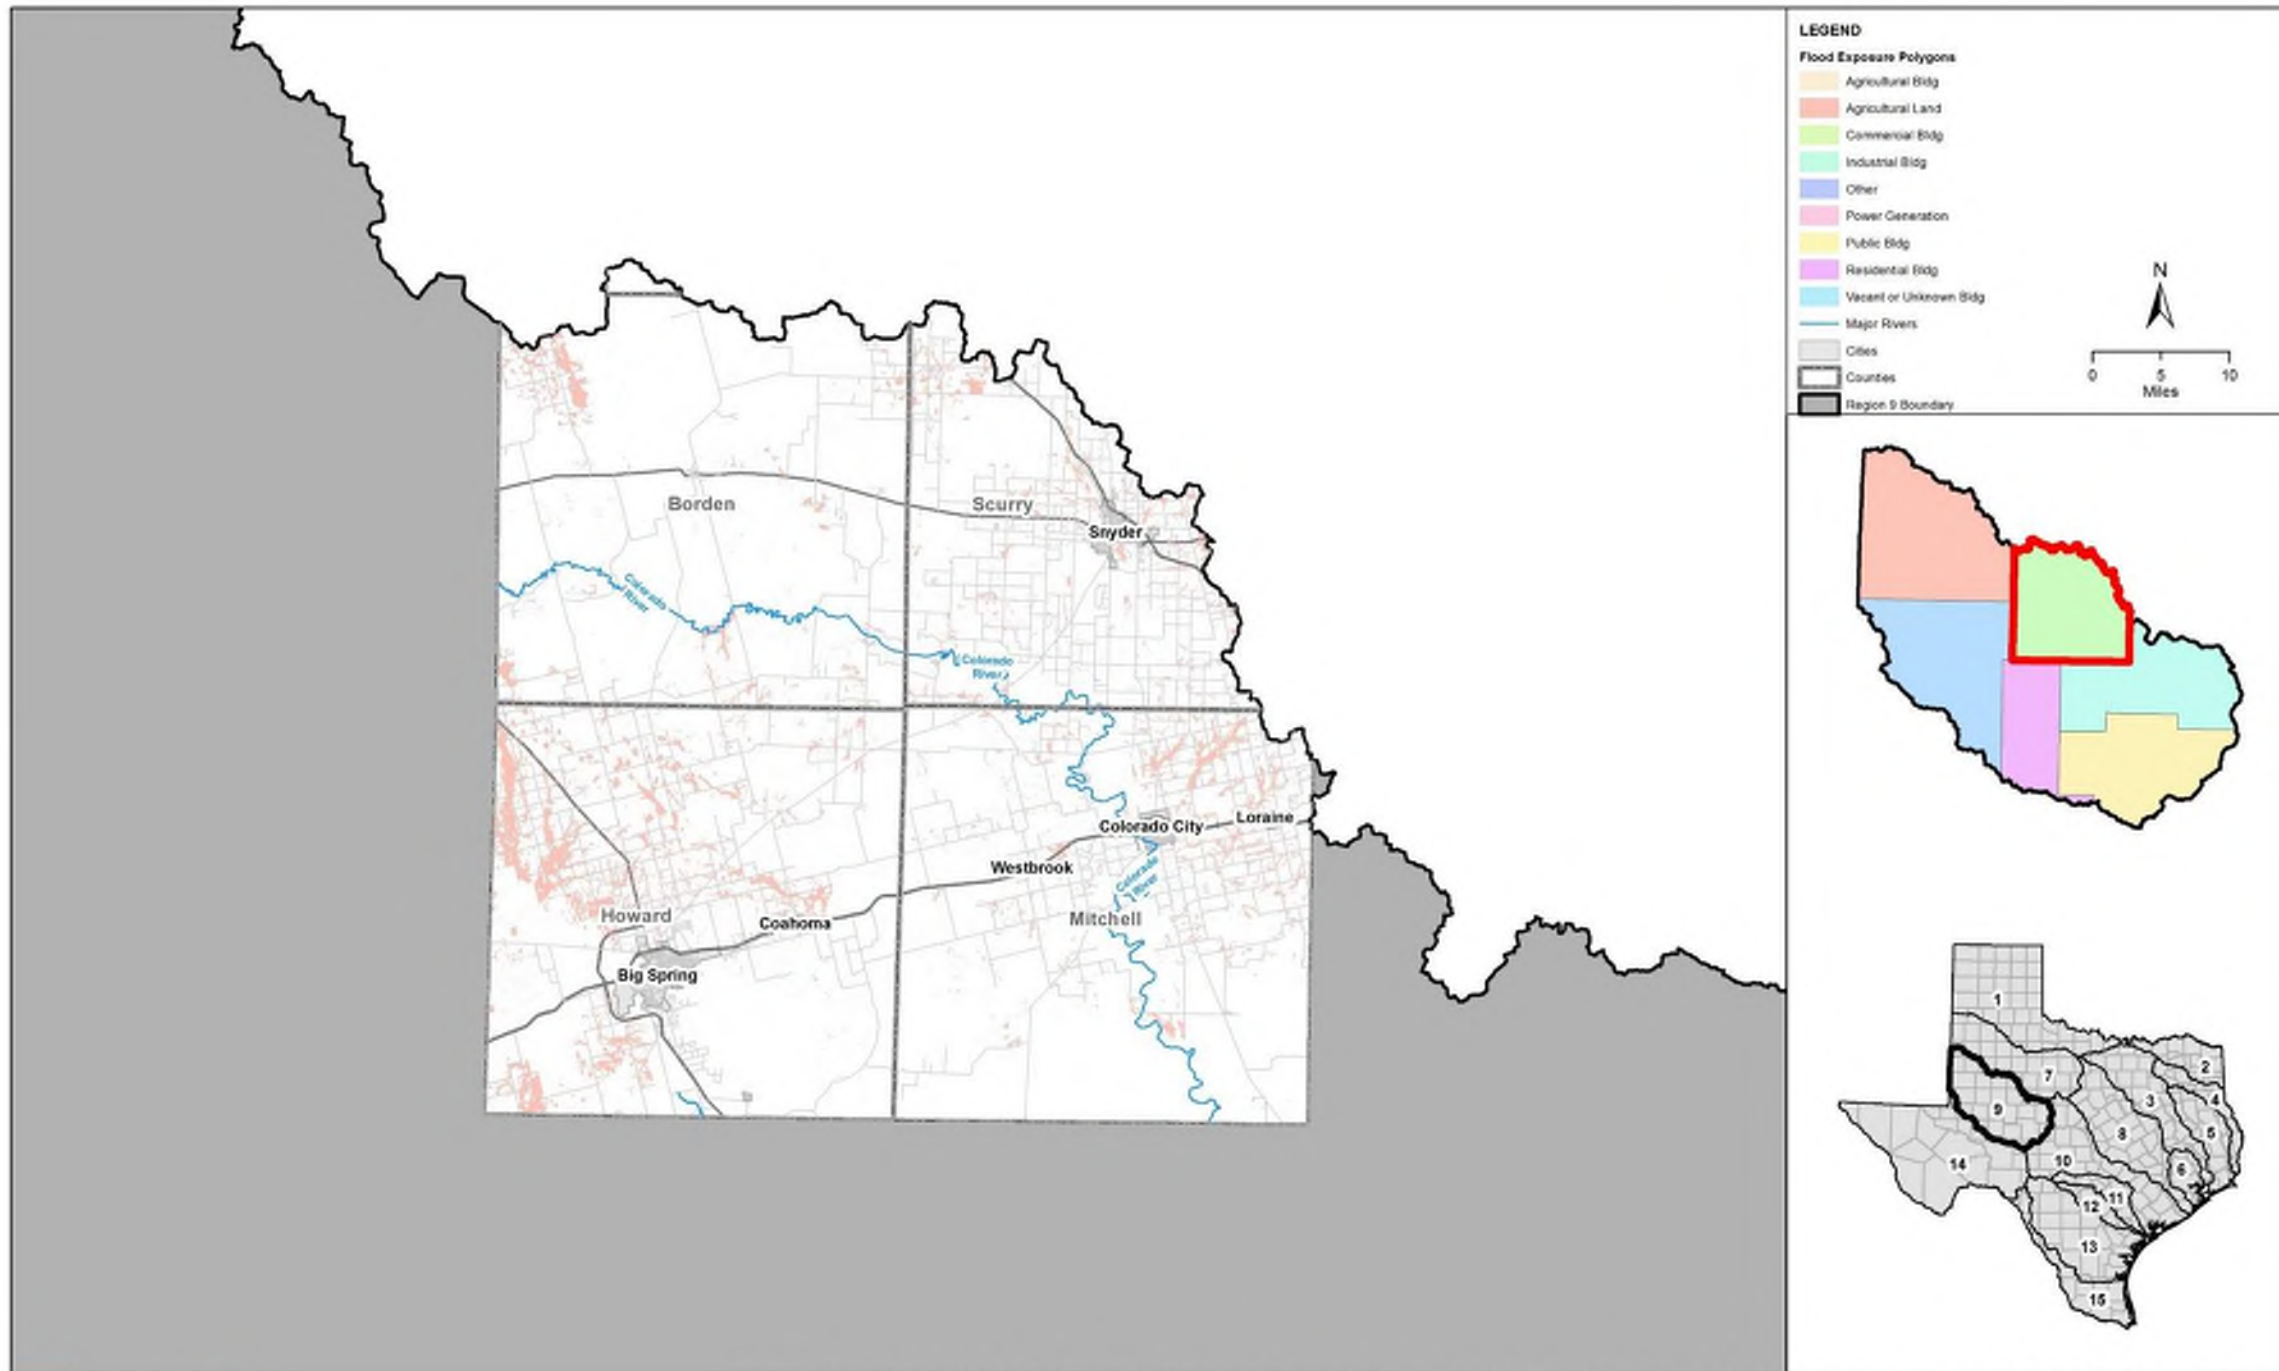 LEGEND
Flood Exposure Polygons
Agricultural Bldg
Agricultural Land
Commercial Bldg
Industrial Bldg
Other
Power Generation
Public Bldg
Residential Bldg
Vacant or Unknown Bldg
Major Rivers
Cities
Counties
Region 9 Boundary
N
0 5 10
Miles
Borden
Scurry
Snyder
Colorado
River
Colorado
River
Colorado City
Loraine
Westbrook
Colorado
River
Howard
Coahoma
Mitchell
Big Spring
1
2
7
3
4
9
8
5
14
10
6
11
12
13
15